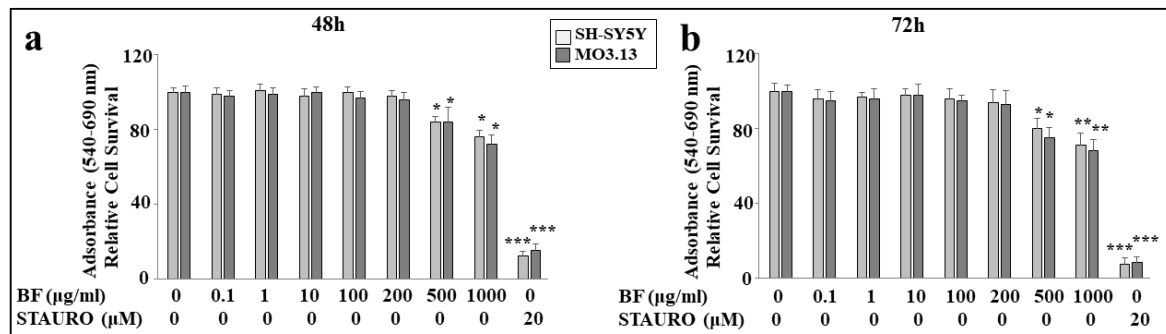 a
48h
SH-SY5Y
MO3.13
Adsorbance (540-690 nm)
Relative Cell Survival
120
80
40
0
* *
* *
*** ***
BF (μg/ml) 0 0.1 1 10 100 200 500 1000 0
STAURO (μM) 0 0 0 0 0 0 0 0 20
b
72h
Adsorbance (540-690 nm)
Relative Cell Survival
120
80
40
0
* *
** **
*** ***
BF (μg/ml) 0 0.1 1 10 100 200 500 1000 0
STAURO (μM) 0 0 0 0 0 0 0 0 20